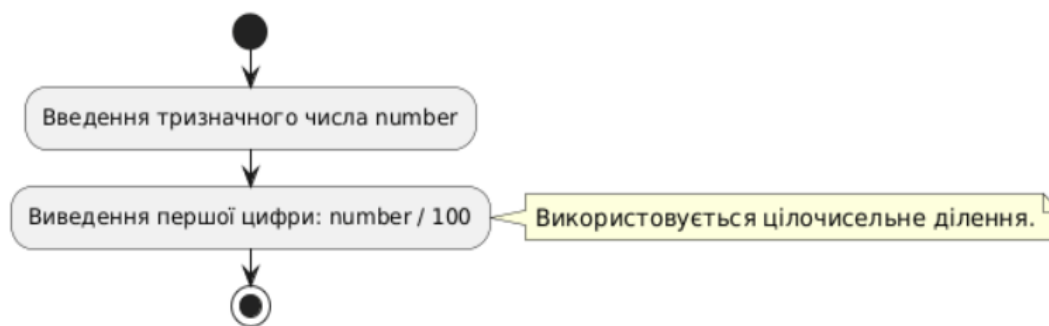 Введення тризначного числа number
Виведення першої цифри: number / 100
Використовується цілочисельне ділення.